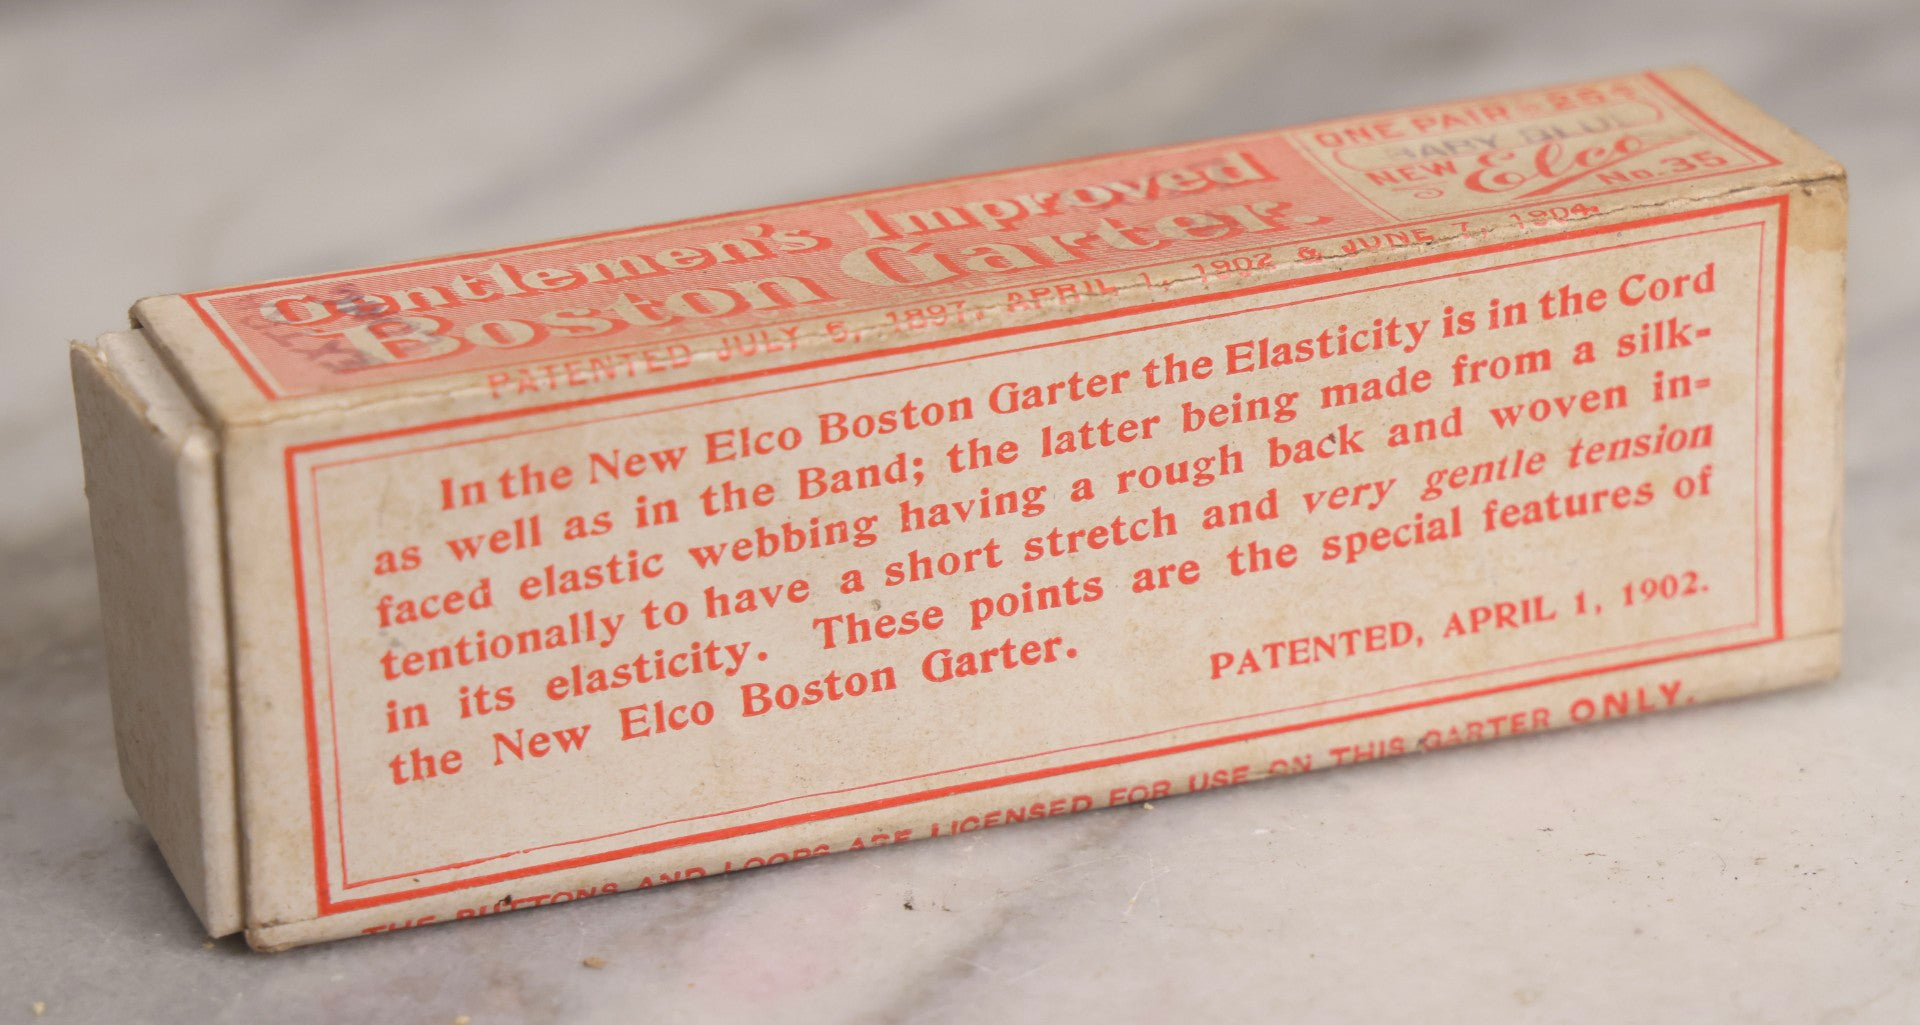 Gentlemen's Improved
Boston Garter.
ONE PAIR 25¢
BABY BLUE
NEW Elco
No. 35
PATENTED JULY 6, 1897, APRIL 1, 1902 & JUNE 7, 1904.
In the New Elco Boston Garter the Elasticity is in the Cord
as well as in the Band; the latter being made from a silk-
faced elastic webbing having a rough back and woven in-
tentionally to have a short stretch and very gentle tension
in its elasticity. These points are the special features of
the New Elco Boston Garter.
PATENTED, APRIL 1, 1902.
THE BUTTONS AND LOOPS ARE LICENSED FOR USE ON THIS GARTER ONLY.